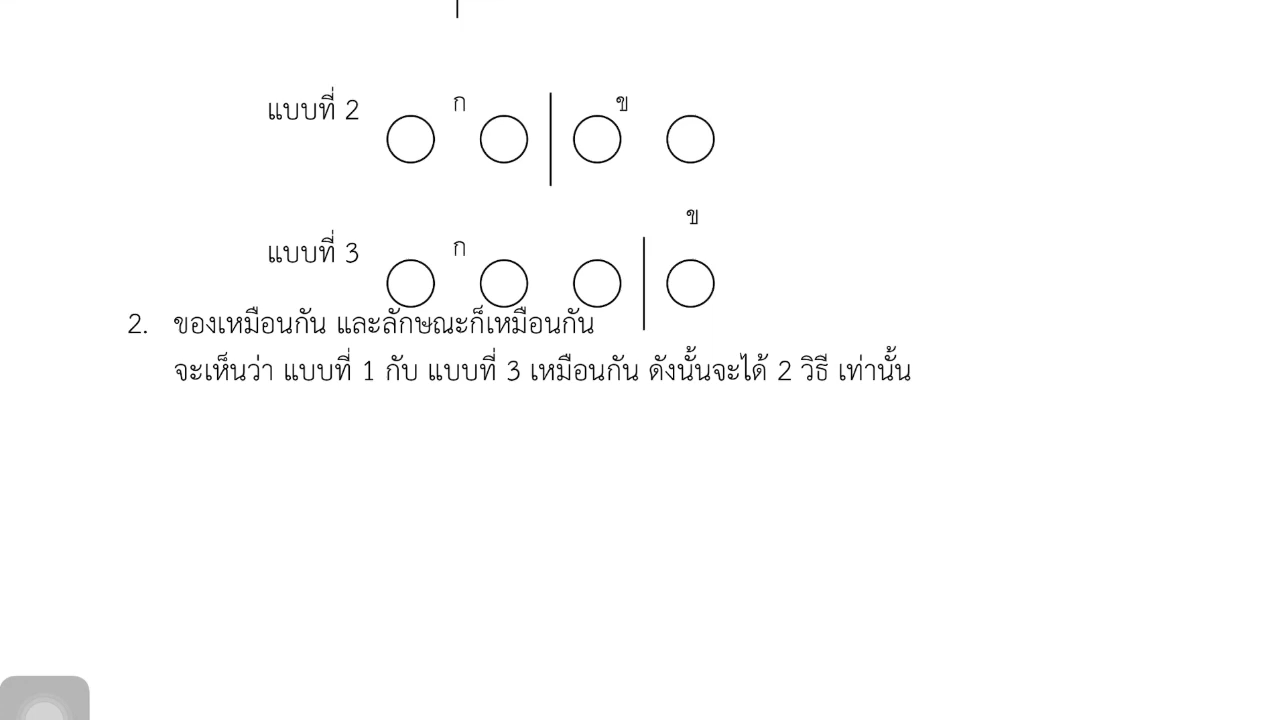 แบบที่ 2 ก ข
ข
แบบที่ 3 ก
2. ของเหมือนกัน และลักษณะก็เหมือนกัน
จะเห็นว่า แบบที่ 1 กับ แบบที่ 3 เหมือนกัน ดังนั้นจะได้ 2 วิธี เท่านั้น